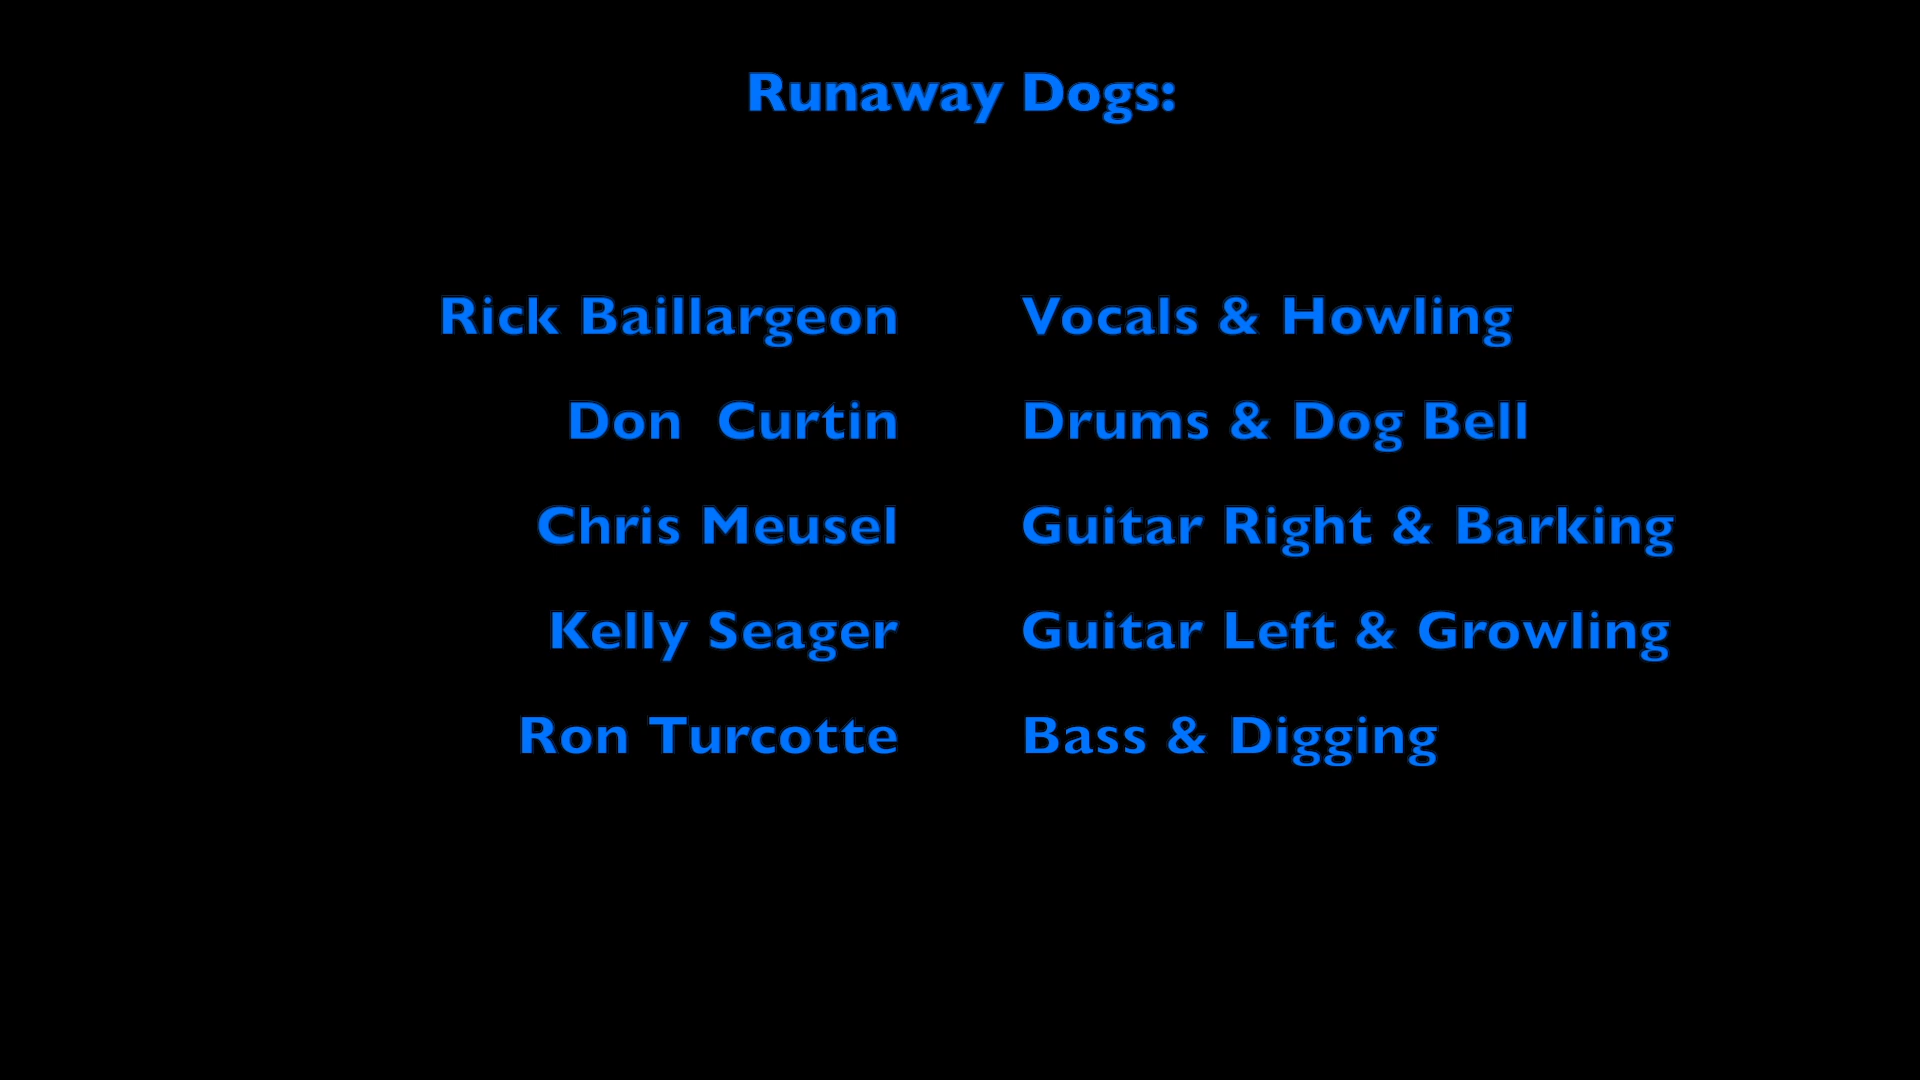 Runaway Dogs:
Rick Baillargeon Vocals & Howling
Don Curtin Drums & Dog Bell
Chris Meusel Guitar Right & Barking
Kelly Seager Guitar Left & Growling
Ron Turcotte Bass & Digging